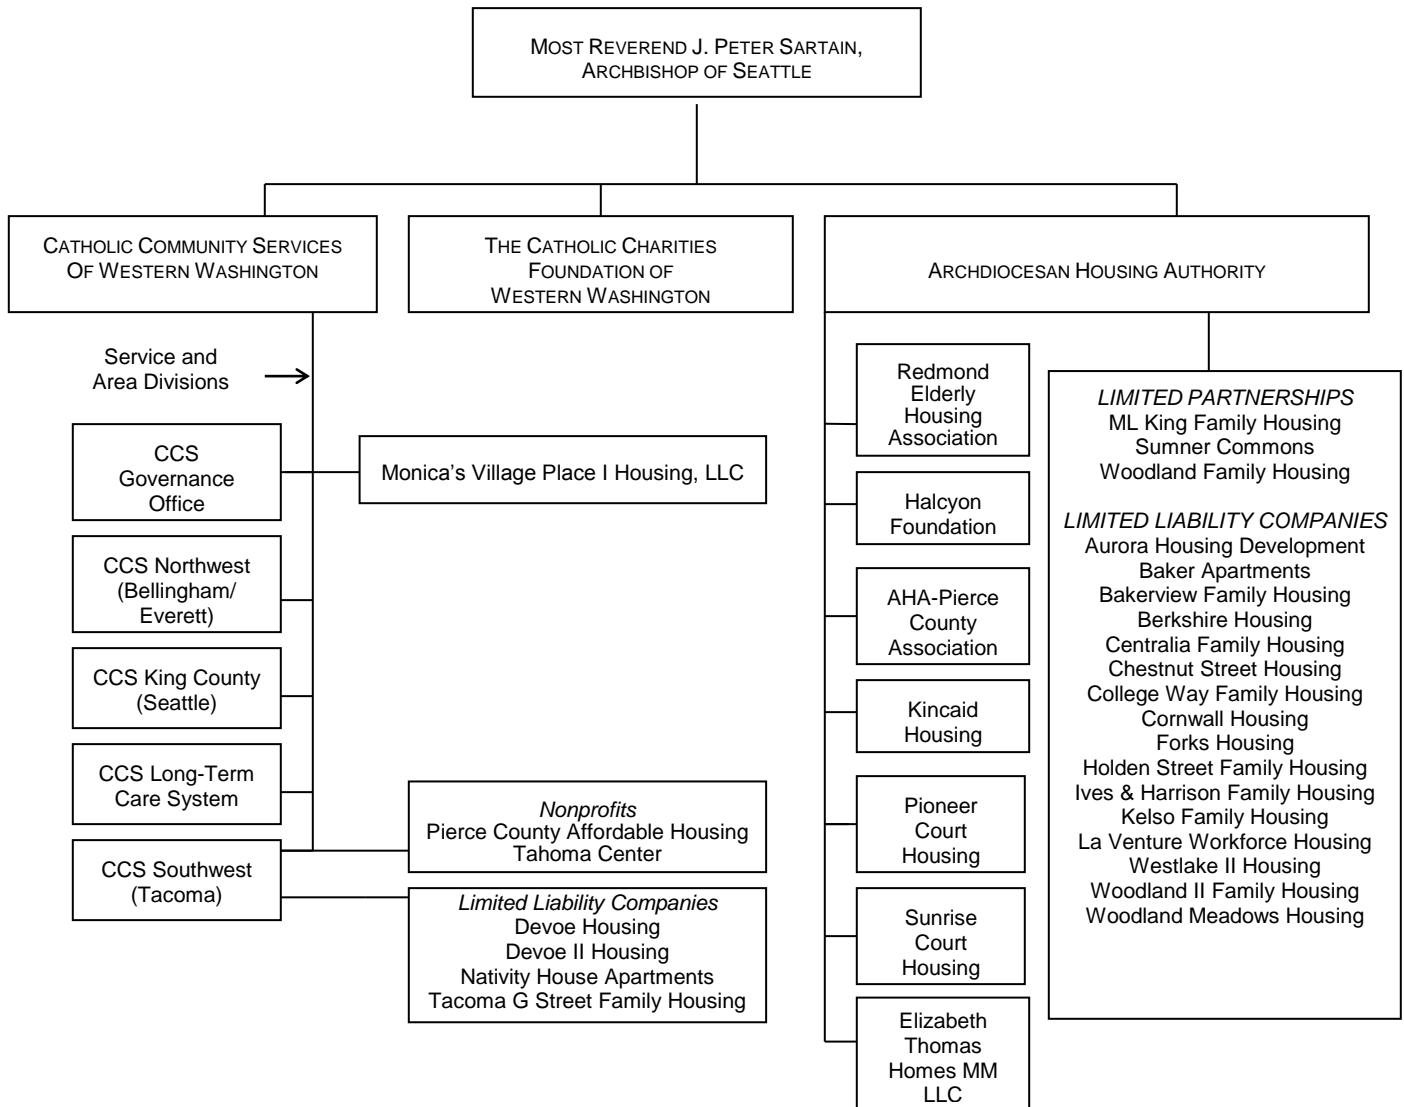 MOST REVEREND J. PETER SARTAIN,
ARCHBISHOP OF SEATTLE
CATHOLIC COMMUNITY SERVICES
OF WESTERN WASHINGTON
THE CATHOLIC CHARITIES
FOUNDATION OF
WESTERN WASHINGTON
ARCHDIOCESAN HOUSING AUTHORITY
Service and
Area Divisions
CCS
Governance
Office
Monica’s Village Place I Housing, LLC
CCS Northwest
(Bellingham/
Everett)
CCS King County
(Seattle)
CCS Long-Term
Care System
CCS Southwest
(Tacoma)
Nonprofits
Pierce County Affordable Housing
Tahoma Center
Limited Liability Companies
Devoe Housing
Devoe II Housing
Nativity House Apartments
Tacoma G Street Family Housing
Redmond
Elderly
Housing
Association
Halcyon
Foundation
AHA-Pierce
County
Association
Kincaid
Housing
Pioneer
Court
Housing
Sunrise
Court
Housing
Elizabeth
Thomas
Homes MM
LLC
LIMITED PARTNERSHIPS
ML King Family Housing
Sumner Commons
Woodland Family Housing
LIMITED LIABILITY COMPANIES
Aurora Housing Development
Baker Apartments
Bakerview Family Housing
Berkshire Housing
Centralia Family Housing
Chestnut Street Housing
College Way Family Housing
Cornwall Housing
Forks Housing
Holden Street Family Housing
Ives & Harrison Family Housing
Kelso Family Housing
La Venture Workforce Housing
Westlake II Housing
Woodland II Family Housing
Woodland Meadows Housing